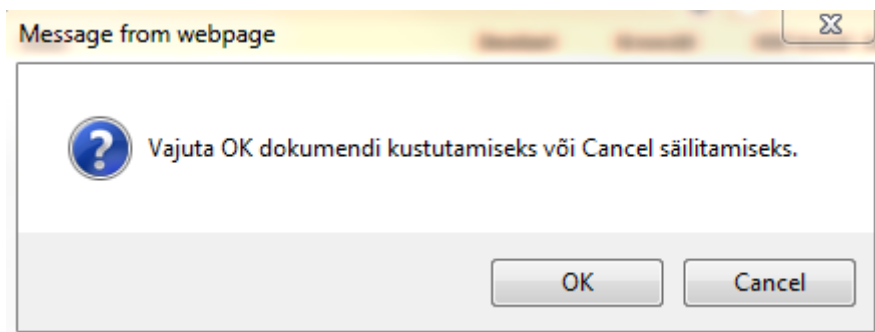 Message from webpage
Vajuta OK dokumendi kustutamiseks või Cancel säilitamiseks.
OK
Cancel